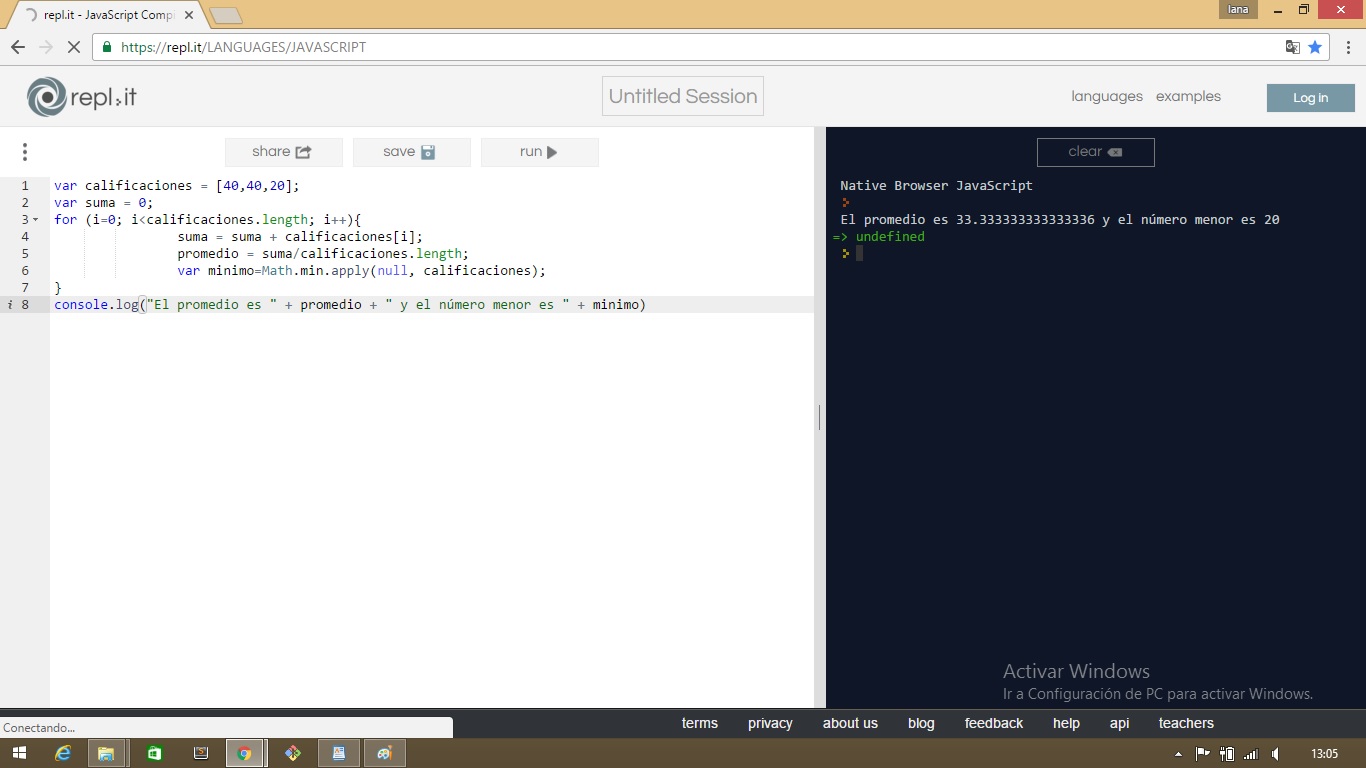 repl.it - JavaScript Comp
lana
https://repl.it/LANGUAGES/JAVASCRIPT
repl.it
Untitled Session
languages examples
Log in
share save run
clear
1 var calificaciones = [40,40,20];
2 var suma = 0;
3 for (i=0; i<calificaciones.length; i++){
4 suma = suma + calificaciones[i];
5 promedio = suma/calificaciones.length;
6 var minimo=Math.min.apply(null, calificaciones);
7 }
i 8 console.log("El promedio es " + promedio + " y el número menor es " + minimo)
Native Browser JavaScript
El promedio es 33.333333333333336 y el número menor es 20
=> undefined
Activar Windows
Ir a Configuración de PC para activar Windows.
Conectando...
terms privacy about us blog feedback help api teachers
13:05